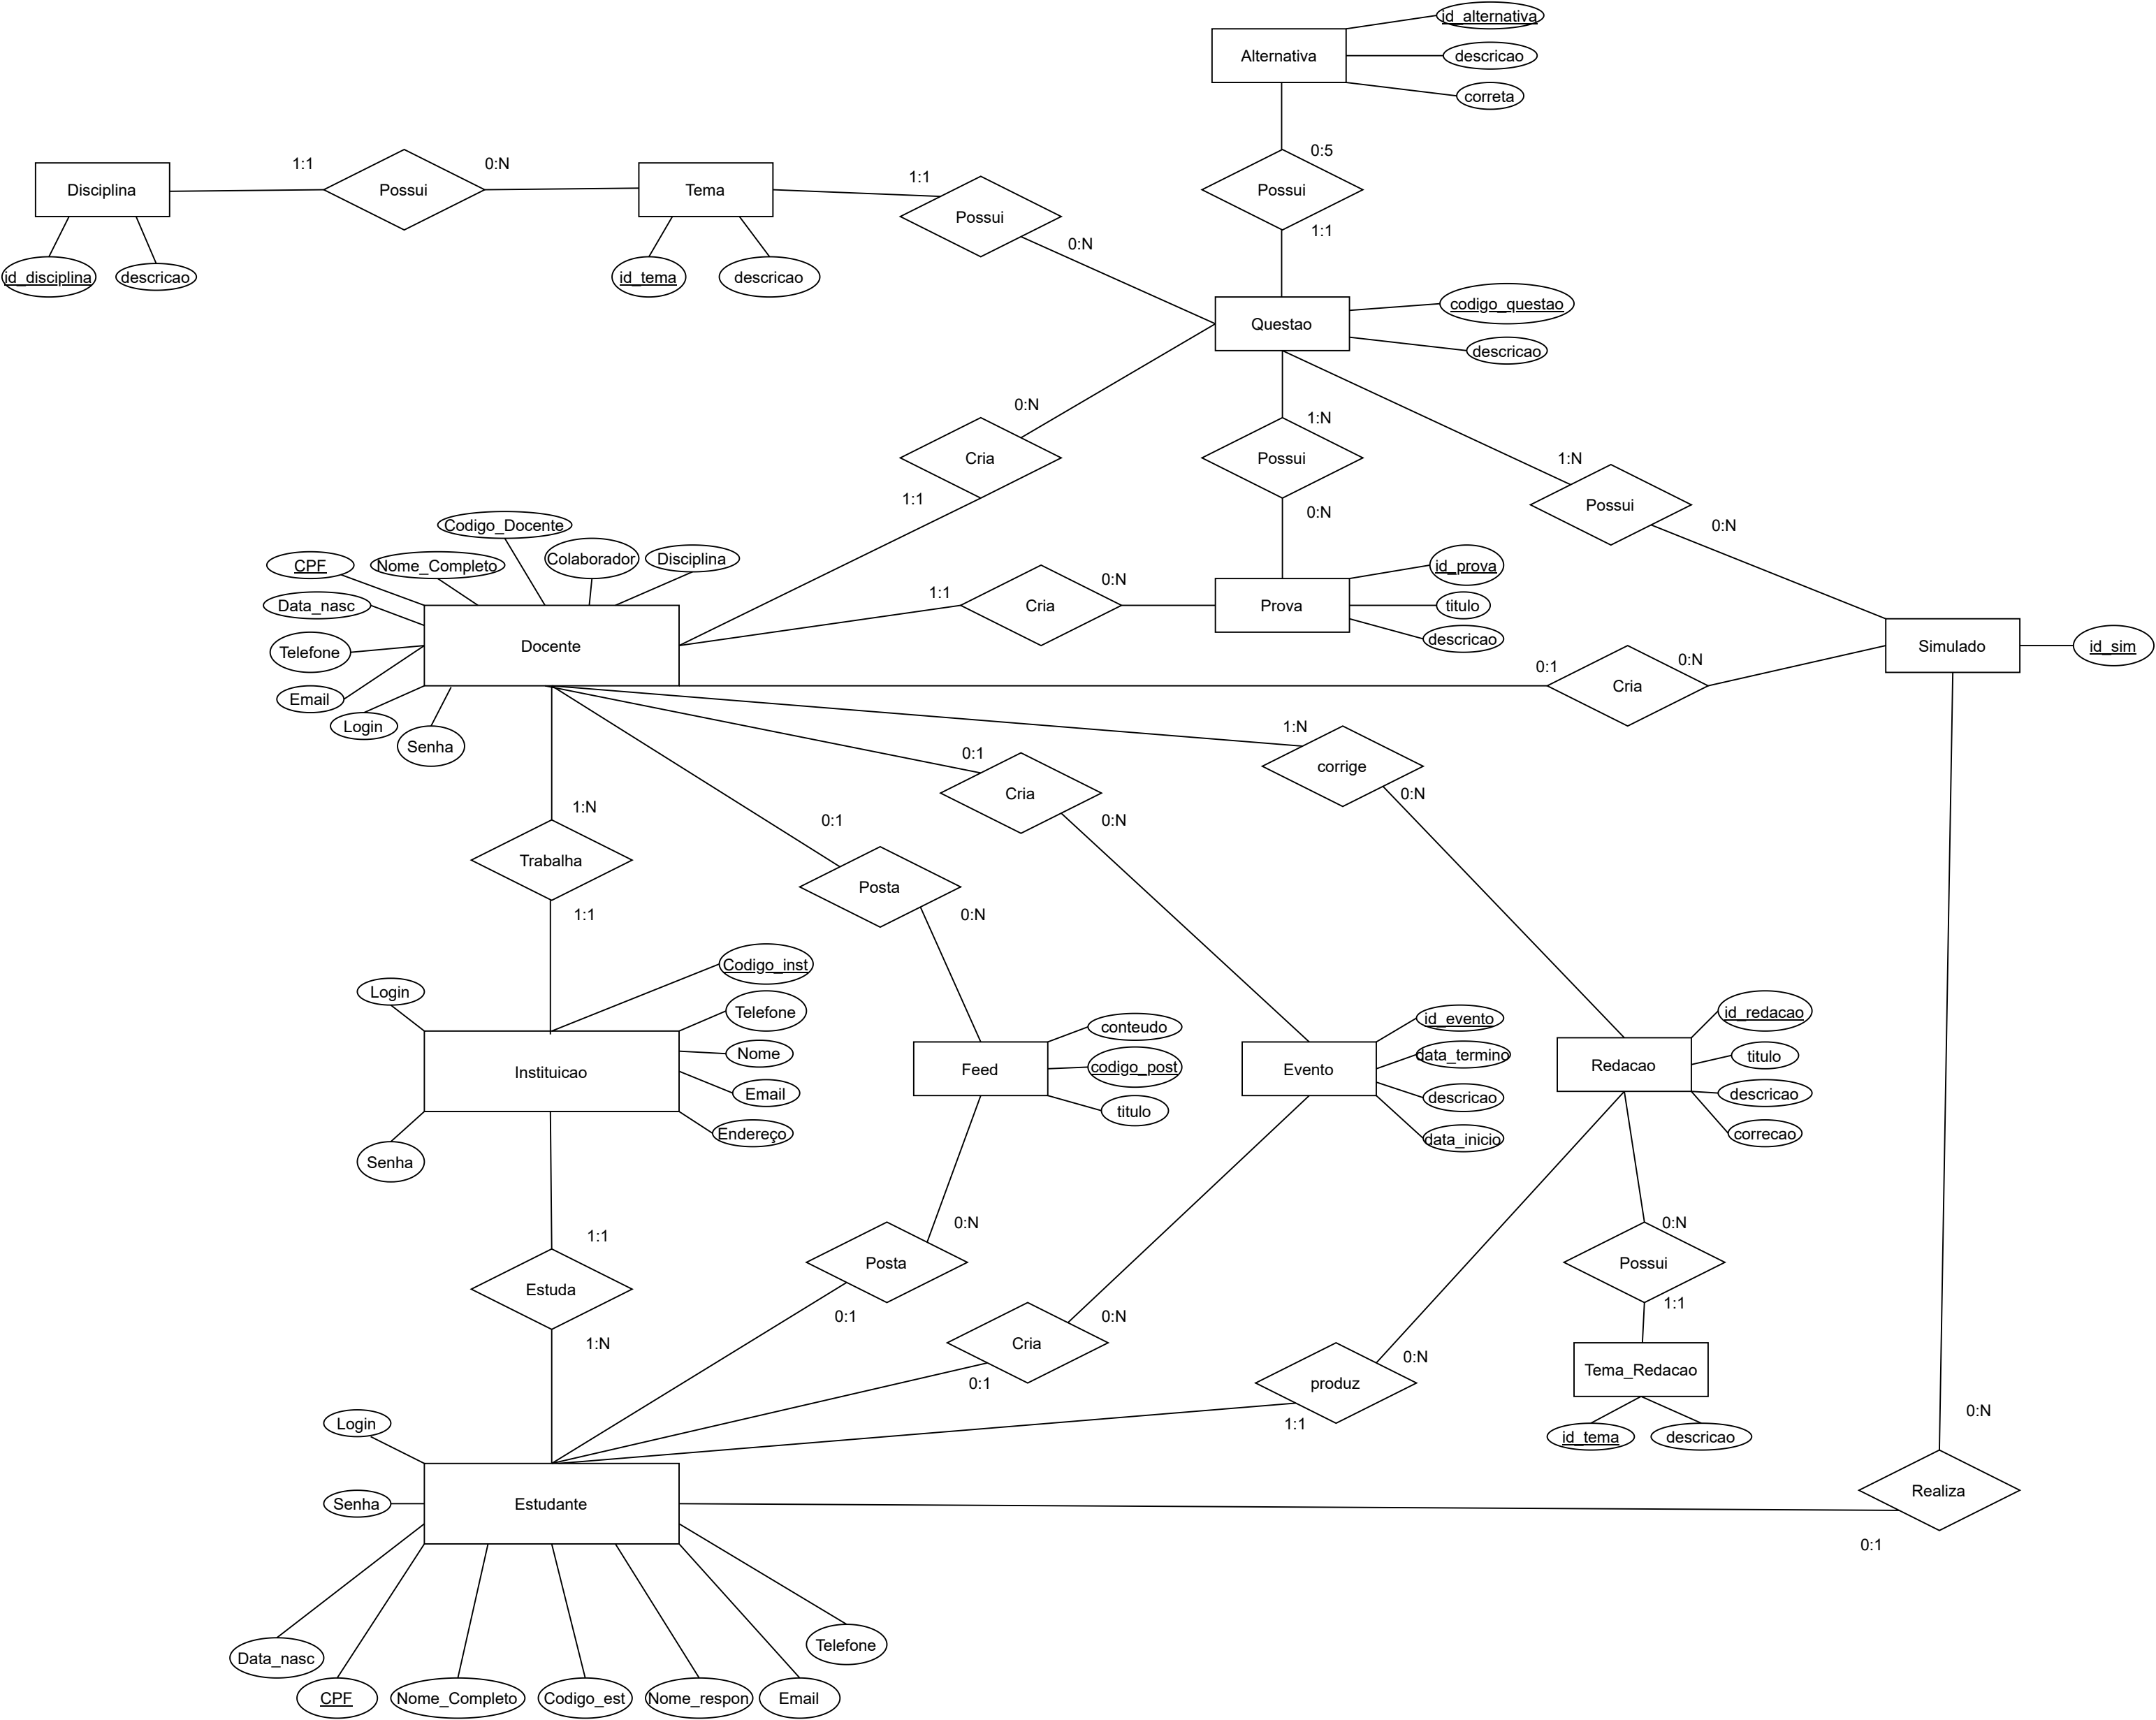 id_alternativa
Alternativa
descricao
correta
0:5
1:1
0:N
1:1
Disciplina
Possui
Tema
Possui
Possui
1:1
0:N
id_disciplina
descricao
id_tema
descricao
codigo_questao
Questao
descricao
0:N
1:N
Cria
Possui
1:N
1:1
Possui
0:N
0:N
Codigo_Docente
CPF
Nome_Completo
Colaborador
Disciplina
Data_nasc
Telefone
Email
Login
Senha
Docente
1:1
0:N
Cria
Prova
id_prova
titulo
descricao
0:1
0:N
Cria
Simulado
id_sim
1:N
0:1
corrige
Cria
0:N
1:N
0:1
0:N
Trabalha
Posta
1:1
0:N
Codigo_inst
Login
Telefone
Nome
Instituicao
Email
Endereço
Senha
conteudo
Feed
codigo_post
titulo
id_evento
data_termino
Evento
descricao
data_inicio
id_redacao
titulo
Redacao
descricao
correcao
1:1
0:N
0:N
Estuda
Posta
Possui
1:N
0:1
0:N
1:1
Cria
0:1
0:N
produz
1:1
Tema_Redacao
id_tema
descricao
0:N
Login
Senha
Estudante
Realiza
0:1
Data_nasc
Telefone
CPF
Nome_Completo
Codigo_est
Nome_respon
Email